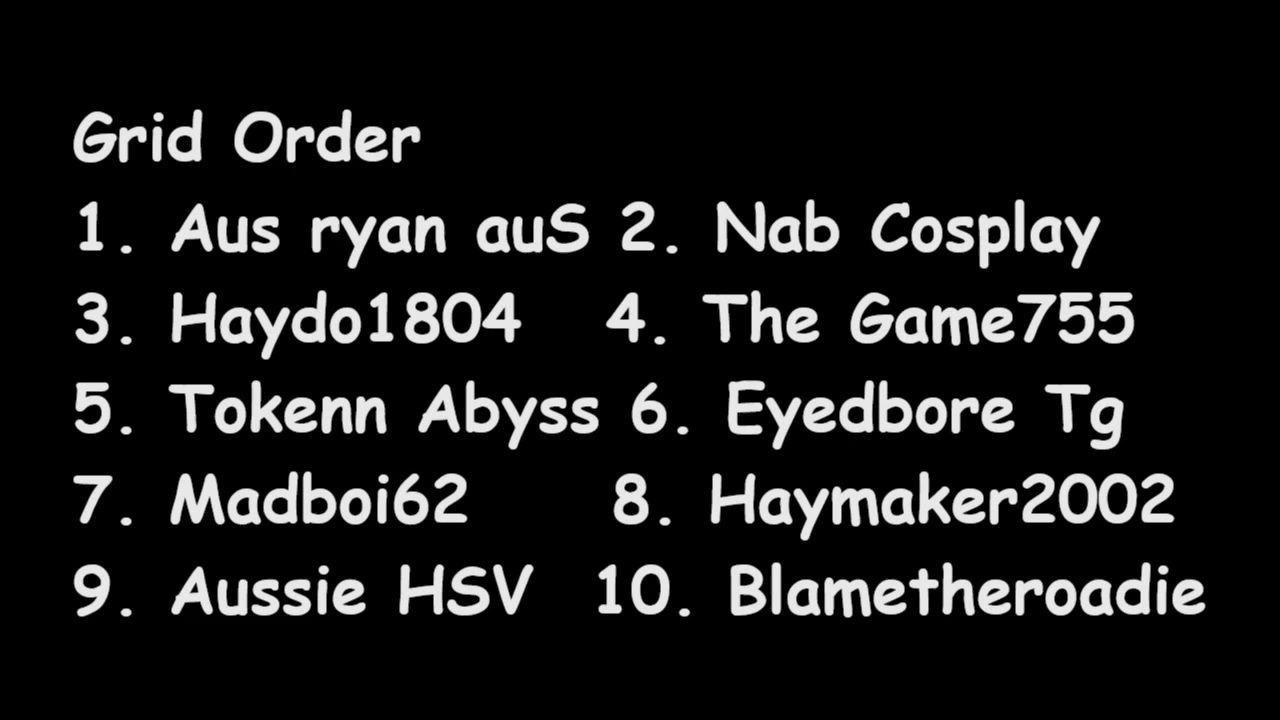 Grid Order
1. Aus ryan auS 2. Nab Cosplay
3. Haydo1804 4. The Game755
5. Tokenn Abyss 6. Eyedbore Tg
7. Madboi62 8. Haymaker2002
9. Aussie HSV 10. Blametheroadie